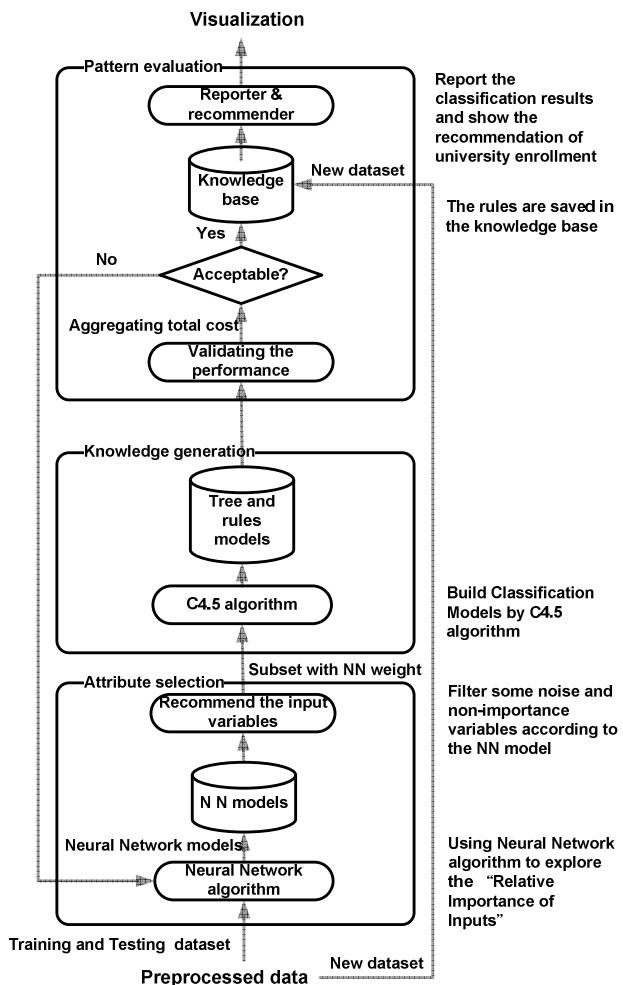 Visualization
Pattern evaluation
Reporter &
recommender
Report the
classification results
and show the
recommendation of
university enrollment
New dataset
Knowledge
base
The rules are saved in
the knowledge base
Yes
No
Acceptable?
Aggregating total cost
Validating the
performance
Knowledge generation
Tree and
rules
models
C4.5 algorithm
Build Classification
Models by C4.5
algorithm
Subset with NN weight
Attribute selection
Recommend the input
variables
Filter some noise and
non-importance
variables according to
the NN model
N N models
Neural Network models
Neural Network
algorithm
Using Neural Network
algorithm to explore
the “Relative
Importance of
Inputs”
Training and Testing dataset
New dataset
Preprocessed data